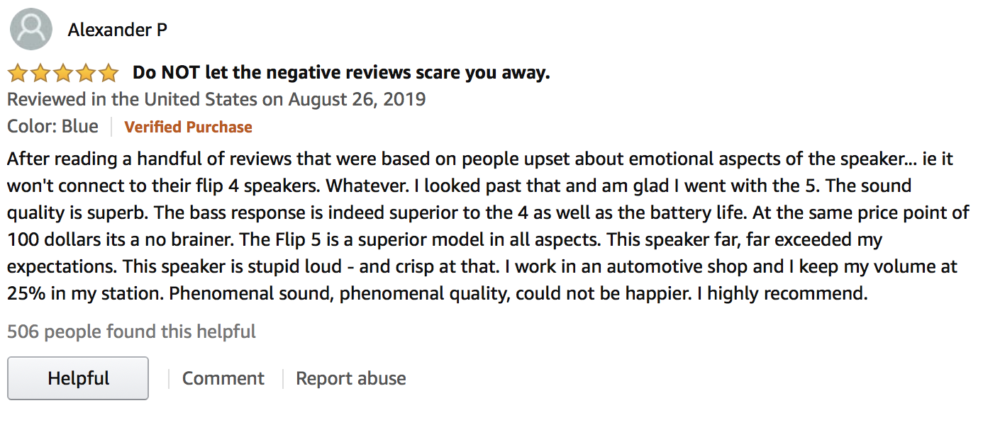 Alexander P
Do NOT let the negative reviews scare you away.
Reviewed in the United States on August 26, 2019
Color: Blue Verified Purchase
After reading a handful of reviews that were based on people upset about emotional aspects of the speaker... ie it
won't connect to their flip 4 speakers. Whatever. I looked past that and am glad I went with the 5. The sound
quality is superb. The bass response is indeed superior to the 4 as well as the battery life. At the same price point of
100 dollars its a no brainer. The Flip 5 is a superior model in all aspects. This speaker far, far exceeded my
expectations. This speaker is stupid loud - and crisp at that. I work in an automotive shop and I keep my volume at
25% in my station. Phenomenal sound, phenomenal quality, could not be happier. I highly recommend.
506 people found this helpful
Helpful Comment Report abuse